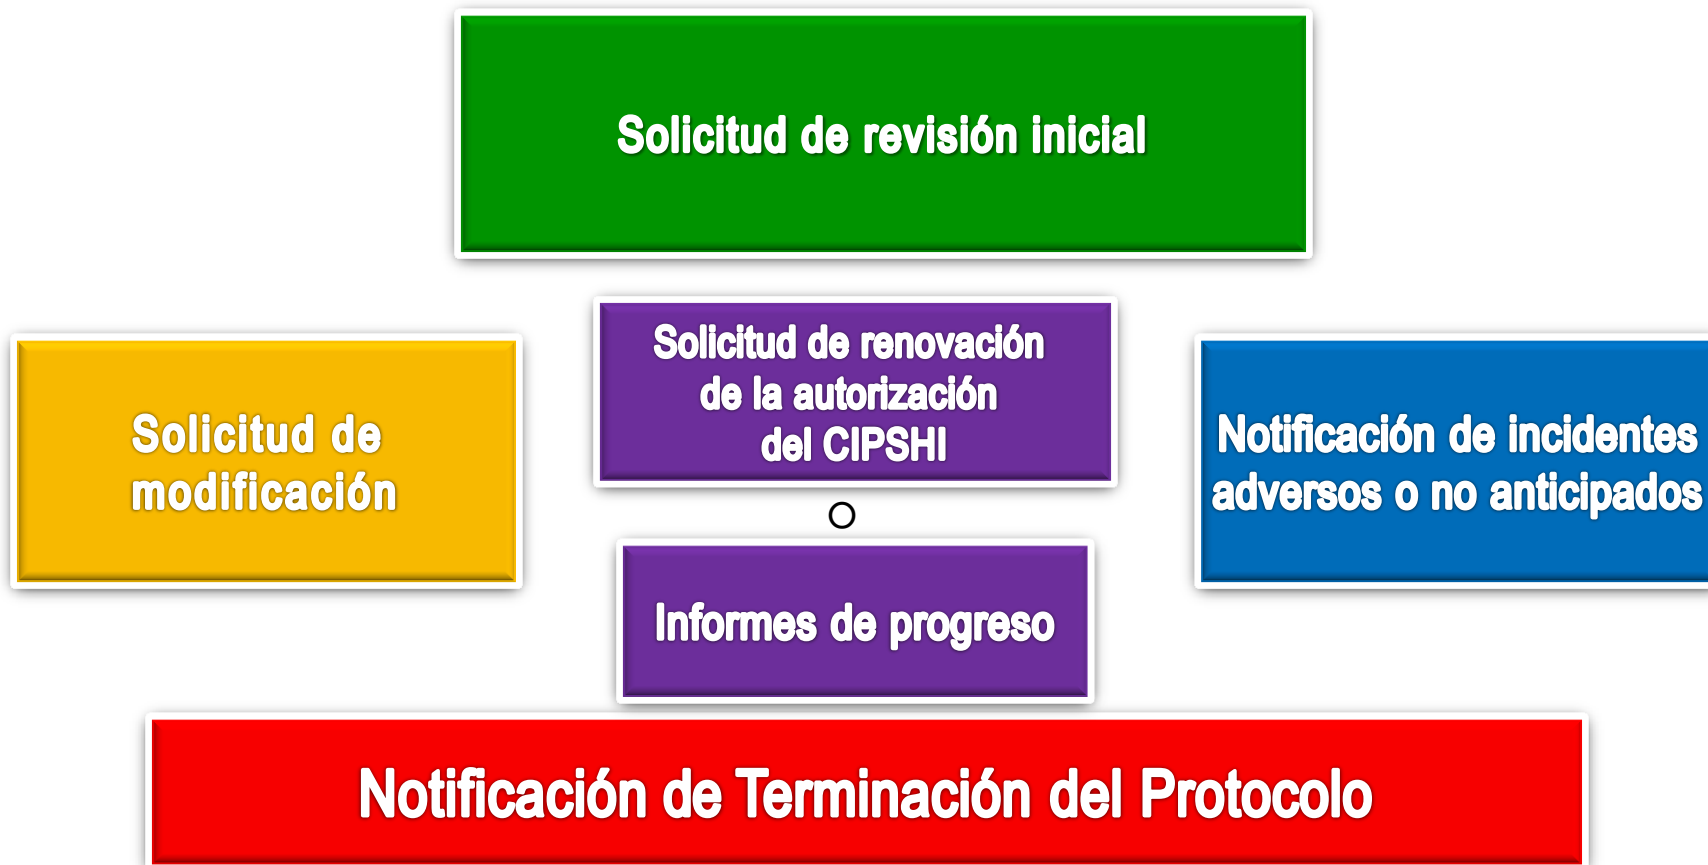 Solicitud de revisión inicial
Solicitud de
modificación
Solicitud de renovación
de la autorización
del CIPSHI
O
Informes de progreso
Notificación de incidentes
adversos o no anticipados
Notificación de Terminación del Protocolo